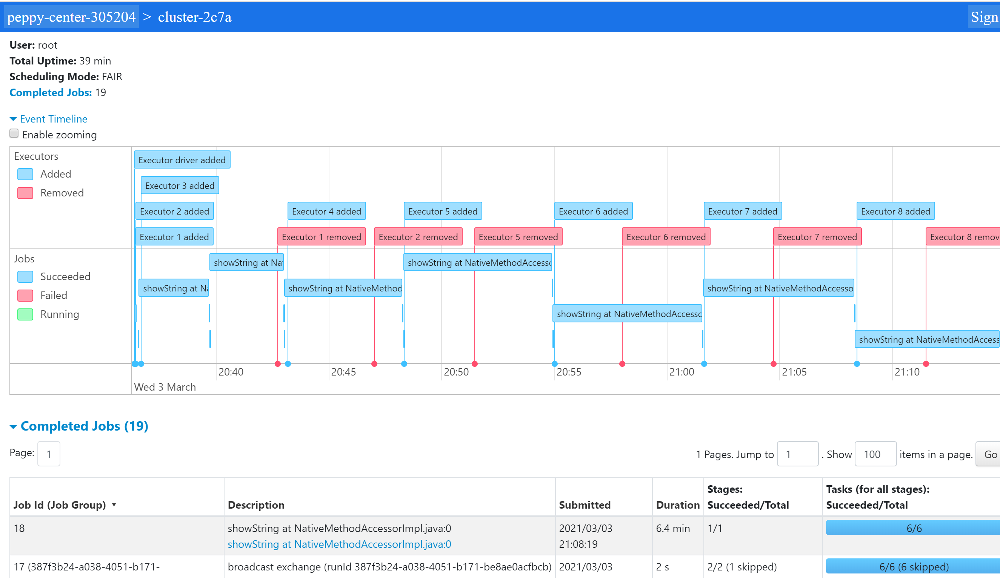 peppy-center-305204 > cluster-2c7a Sign
User: root
Total Uptime: 39 min
Scheduling Mode: FAIR
Completed Jobs: 19
Event Timeline
Enable zooming
Executors
Added
Removed
Executor driver added
Executor 3 added
Executor 2 added
Executor 4 added
Executor 5 added
Executor 6 added
Executor 7 added
Executor 8 added
Executor 1 added
Executor 1 removed
Executor 2 removed
Executor 5 removed
Executor 6 removed
Executor 7 removed
Executor 8 remov
Jobs
Succeeded
Failed
Running
showString at Nat
showString at NativeMethodAccesso
showString at Na
showString at NativeMethod
showString at NativeMethodAccesso
showString at NativeMethodAccesso
showString at NativeMethodAccess
20:40
20:45
20:50
20:55
21:00
21:05
21:10
Wed 3 March
Completed Jobs (19)
Page: 1
1 Pages. Jump to 1 . Show 100 items in a page. Go
Job Id (Job Group) ▾
Description
Submitted
Duration
Stages:
Succeeded/Total
Tasks (for all stages):
Succeeded/Total
18
showString at NativeMethodAccessorImpl.java:0
showString at NativeMethodAccessorImpl.java:0
2021/03/03
21:08:19
6.4 min
1/1
6/6
17 (387f3b24-a038-4051-b171-
broadcast exchange (runId 387f3b24-a038-4051-b171-be8ae0acfbcb)
2021/03/03
2 s
2/2 (1 skipped)
6/6 (6 skipped)